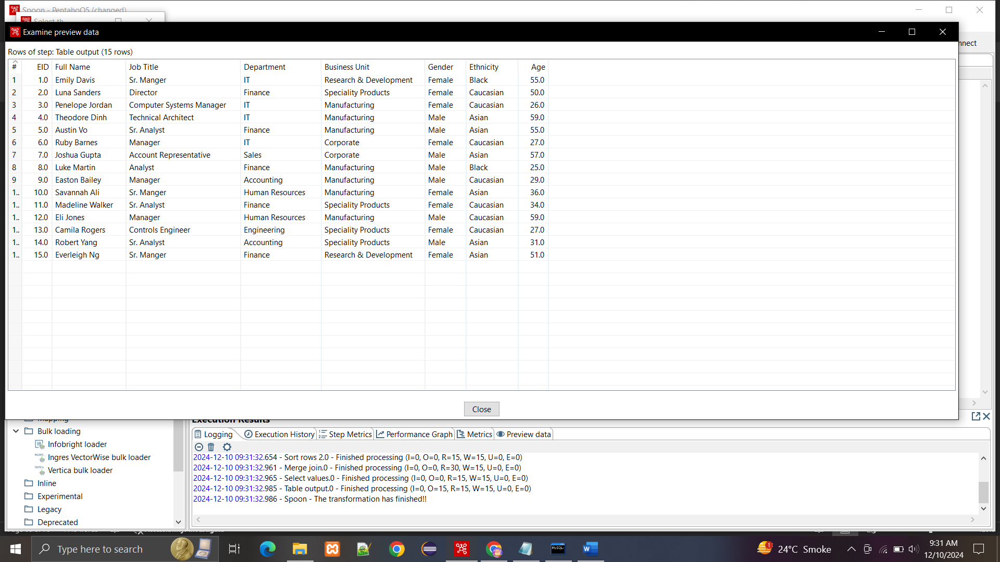 Spoon - PentahoQ5 (changed)
Select th
Examine preview data
nnect
Rows of step: Table output (15 rows)
# EID Full Name Job Title Department Business Unit Gender Ethnicity Age
1 1.0 Emily Davis Sr. Manger IT Research & Development Female Black 55.0
2 2.0 Luna Sanders Director Finance Speciality Products Female Caucasian 50.0
3 3.0 Penelope Jordan Computer Systems Manager IT Manufacturing Female Caucasian 26.0
4 4.0 Theodore Dinh Technical Architect IT Manufacturing Male Asian 59.0
5 5.0 Austin Vo Sr. Analyst Finance Manufacturing Male Asian 55.0
6 6.0 Ruby Barnes Manager IT Corporate Female Caucasian 27.0
7 7.0 Joshua Gupta Account Representative Sales Corporate Male Asian 57.0
8 8.0 Luke Martin Analyst Finance Manufacturing Male Black 25.0
9 9.0 Easton Bailey Manager Accounting Manufacturing Male Caucasian 29.0
1.. 10.0 Savannah Ali Sr. Manger Human Resources Manufacturing Female Asian 36.0
1.. 11.0 Madeline Walker Sr. Analyst Finance Speciality Products Female Caucasian 34.0
1.. 12.0 Eli Jones Manager Human Resources Manufacturing Male Caucasian 59.0
1.. 13.0 Camila Rogers Controls Engineer Engineering Speciality Products Female Caucasian 27.0
1.. 14.0 Robert Yang Sr. Analyst Accounting Speciality Products Male Asian 31.0
1.. 15.0 Everleigh Ng Sr. Manger Finance Research & Development Female Asian 51.0
Close
Mapping
Bulk loading
Infobright loader
Ingres VectorWise bulk loader
Vertica bulk loader
Inline
Experimental
Legacy
Deprecated
Execution Results
Logging Execution History Step Metrics Performance Graph Metrics Preview data
2024-12-10 09:31:32.654 - Sort rows 2.0 - Finished processing (I=0, O=0, R=15, W=15, U=0, E=0)
2024-12-10 09:31:32.961 - Merge join.0 - Finished processing (I=0, O=0, R=30, W=15, U=0, E=0)
2024-12-10 09:31:32.965 - Select values.0 - Finished processing (I=0, O=0, R=15, W=15, U=0, E=0)
2024-12-10 09:31:32.985 - Table output.0 - Finished processing (I=0, O=15, R=15, W=15, U=0, E=0)
2024-12-10 09:31:32.986 - Spoon - The transformation has finished!!
Type here to search
MySQL
1
24°C Smoke
9:31 AM
12/10/2024